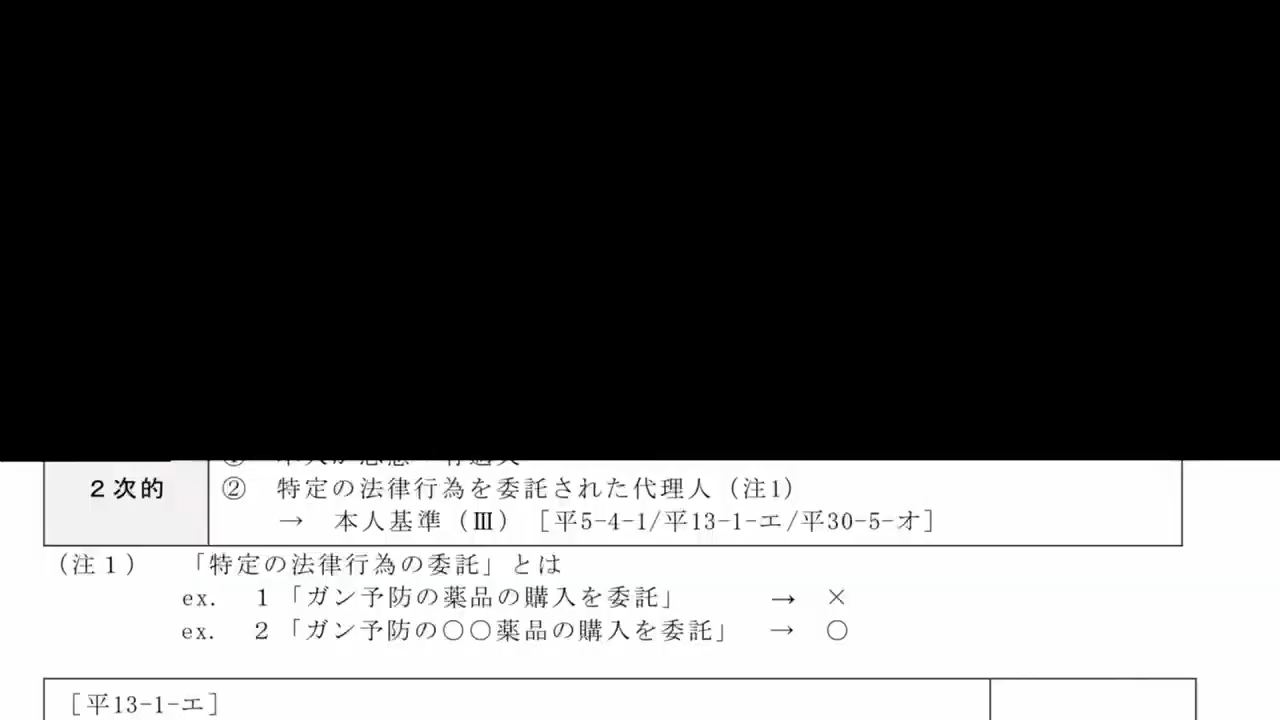 2次的
② 特定の法律行為を委託された代理人（注1）
→ 本人基準（Ⅲ）［平5-4-1/平13-1-エ/平30-5-オ］
（注１） 「特定の法律行為の委託」とは
ex. １「ガン予防の薬品の購入を委託」 → ×
ex. ２「ガン予防の〇〇薬品の購入を委託」 → 〇
［平13-1-エ］